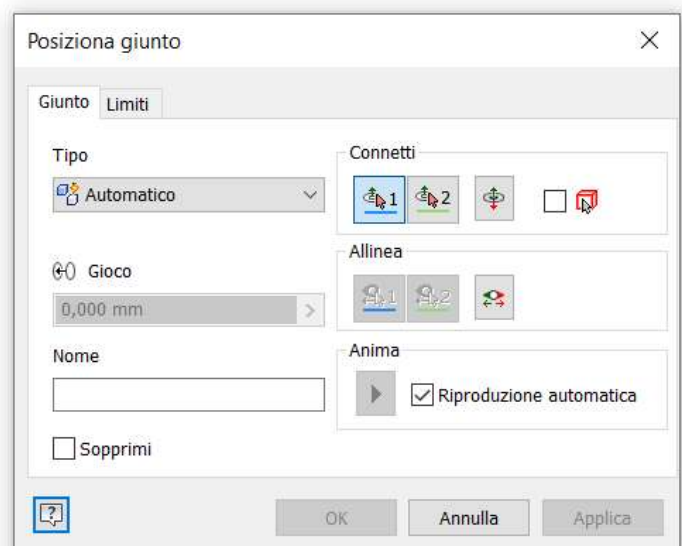 Posiziona giunto
Giunto Limiti
Tipo
Automatico
Gioco
0,000 mm
Nome
Sopprimi
Connetti
1 2
Allinea
1 2
Anima
Riproduzione automatica
OK Annulla Applica